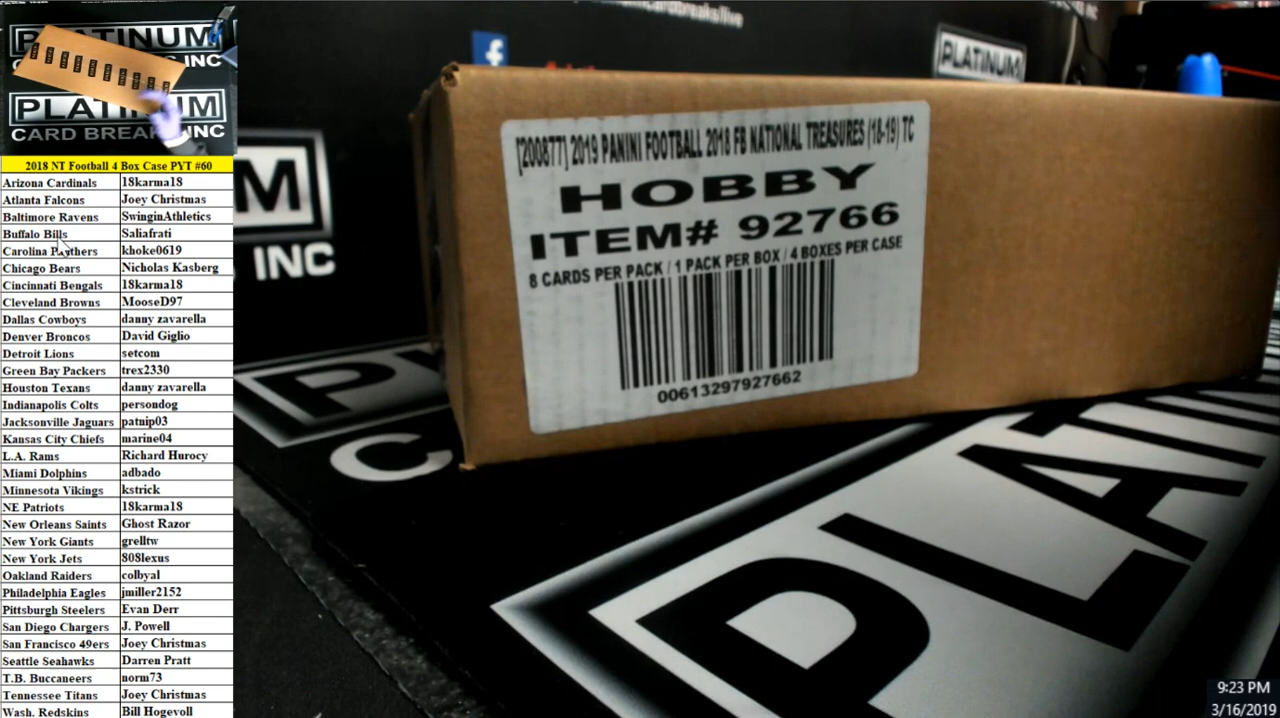 PLATINUM
INC
PLATINUM
CARD BREAKS INC
2018 NT Football 4 Box Case PYT #60
Arizona Cardinals 18karma18
Atlanta Falcons Joey Christmas
Baltimore Ravens SwinginAthletics
Buffalo Bills Saliafrati
Carolina Panthers khoke0619
Chicago Bears Nicholas Kasberg
Cincinnati Bengals 18karma18
Cleveland Browns MooseD97
Dallas Cowboys danny zavarella
Denver Broncos David Giglio
Detroit Lions setcom
Green Bay Packers trex2330
Houston Texans danny zavarella
Indianapolis Colts persondog
Jacksonville Jaguars patnip03
Kansas City Chiefs marine04
L.A. Rams Richard Hurocy
Miami Dolphins adbado
Minnesota Vikings kstrick
NE Patriots 18karma18
New Orleans Saints Ghost Razor
New York Giants grelltw
New York Jets 808lexus
Oakland Raiders colbyal
Philadelphia Eagles jmiller2152
Pittsburgh Steelers Evan Derr
San Diego Chargers J. Powell
San Francisco 49ers Joey Christmas
Seattle Seahawks Darren Pratt
T.B. Buccaneers norm73
Tennessee Titans Joey Christmas
Wash. Redskins Bill Hogevoll
PLATINUM
M
INC
[200877] 2019 PANINI FOOTBALL 2018 FB NATIONAL TREASURES (18-19) TC
HOBBY
ITEM# 92766
8 CARDS PER PACK / 1 PACK PER BOX / 4 BOXES PER CASE
00613297927662
P
C
PLAT
9:23 PM
3/16/2019